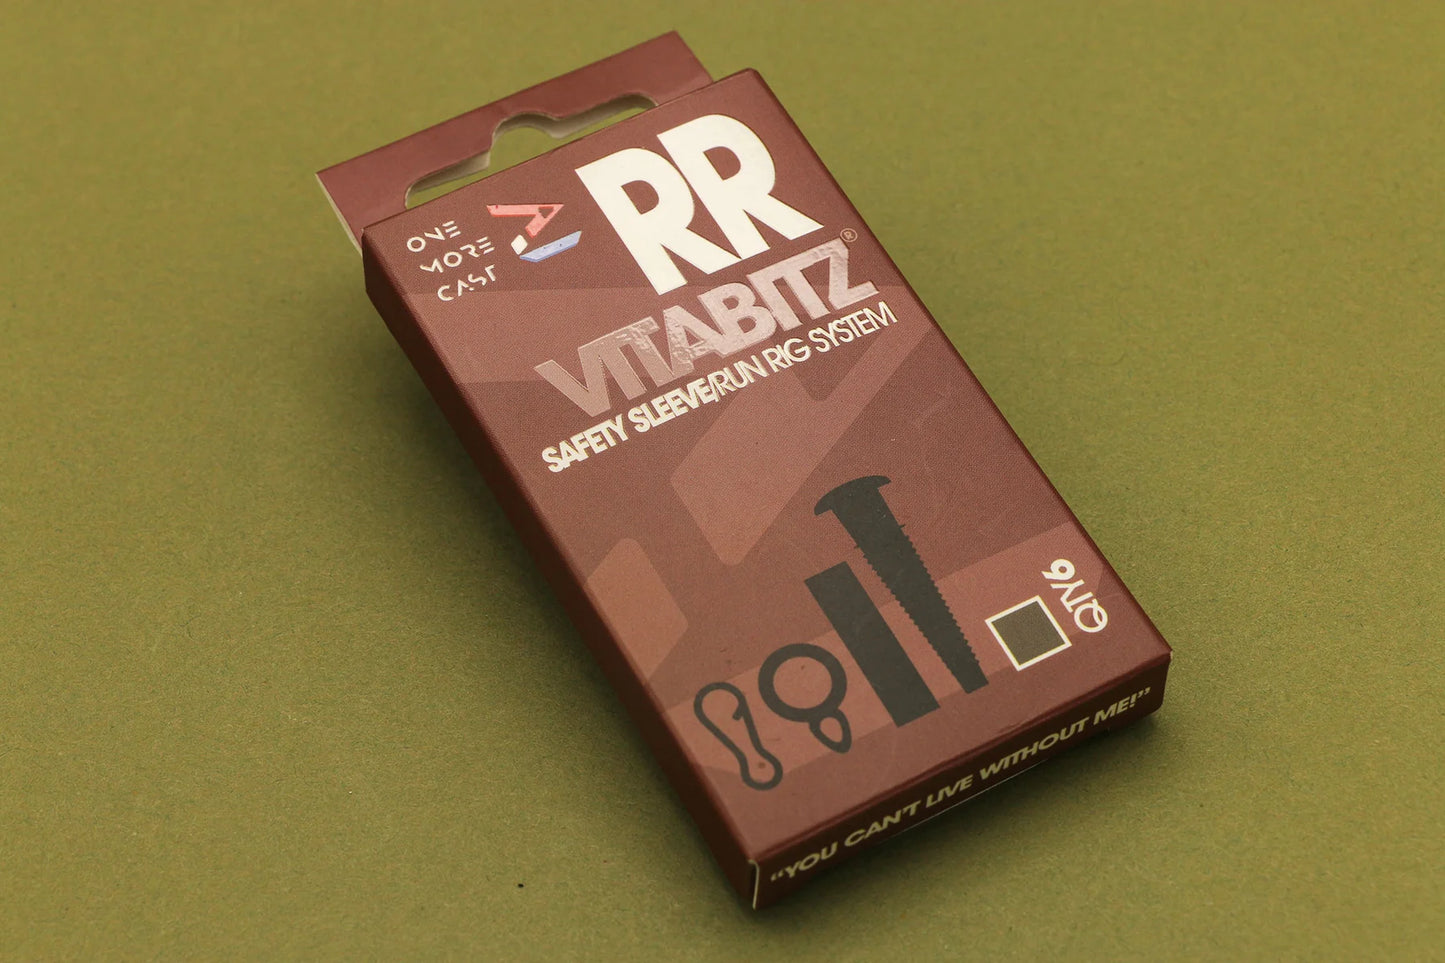 ONE
MORE
CAST
RR
VITABITZ®
SAFETY SLEEVE/RUN RIG SYSTEM
QTY6
“YOU CAN'T LIVE WITHOUT ME!”